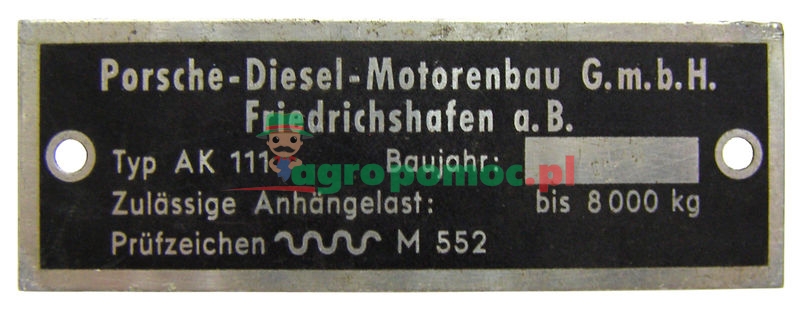 Porsche-Diesel-Motorenbau G.m.b.H.
Friedrichshafen a.B.
Typ AK 111 Baujahr:
agropomoc.pl
Zulässige Anhängelast: bis 8000 kg
Prüfzeichen M 552